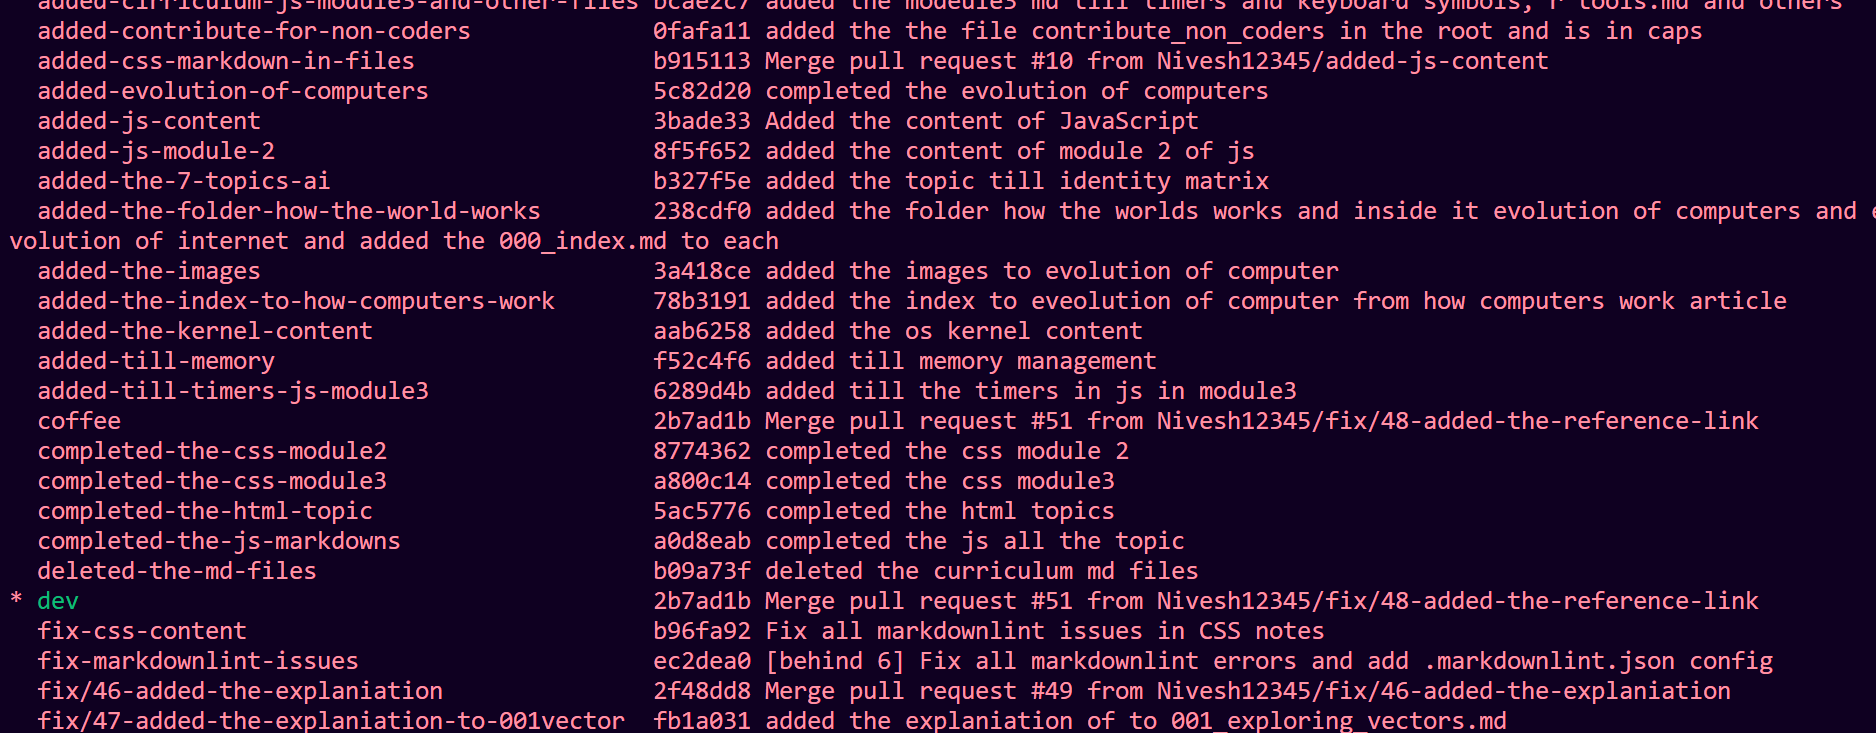 added-cirriculum-js-module3-and-other-files bcae2c7 added the modeule3 md till timers and keyboard symbols, r tools.md and others
added-contribute-for-non-coders 0fafa11 added the the file contribute_non_coders in the root and is in caps
added-css-markdown-in-files b915113 Merge pull request #10 from Nivesh12345/added-js-content
added-evolution-of-computers 5c82d20 completed the evolution of computers
added-js-content 3bade33 Added the content of JavaScript
added-js-module-2 8f5f652 added the content of module 2 of js
added-the-7-topics-ai b327f5e added the topic till identity matrix
added-the-folder-how-the-world-works 238cdf0 added the folder how the worlds works and inside it evolution of computers and e
volution of internet and added the 000_index.md to each
added-the-images 3a418ce added the images to evolution of computer
added-the-index-to-how-computers-work 78b3191 added the index to eveolution of computer from how computers work article
added-the-kernel-content aab6258 added the os kernel content
added-till-memory f52c4f6 added till memory management
added-till-timers-js-module3 6289d4b added till the timers in js in module3
coffee 2b7ad1b Merge pull request #51 from Nivesh12345/fix/48-added-the-reference-link
completed-the-css-module2 8774362 completed the css module 2
completed-the-css-module3 a800c14 completed the css module3
completed-the-html-topic 5ac5776 completed the html topics
completed-the-js-markdowns a0d8eab completed the js all the topic
deleted-the-md-files b09a73f deleted the curriculum md files
* dev 2b7ad1b Merge pull request #51 from Nivesh12345/fix/48-added-the-reference-link
fix-css-content b96fa92 Fix all markdownlint issues in CSS notes
fix-markdownlint-issues ec2dea0 [behind 6] Fix all markdownlint errors and add .markdownlint.json config
fix/46-added-the-explaniation 2f48dd8 Merge pull request #49 from Nivesh12345/fix/46-added-the-explaniation
fix/47-added-the-explaniation-to-001vector fb1a031 added the explaniation of to 001_exploring_vectors.md